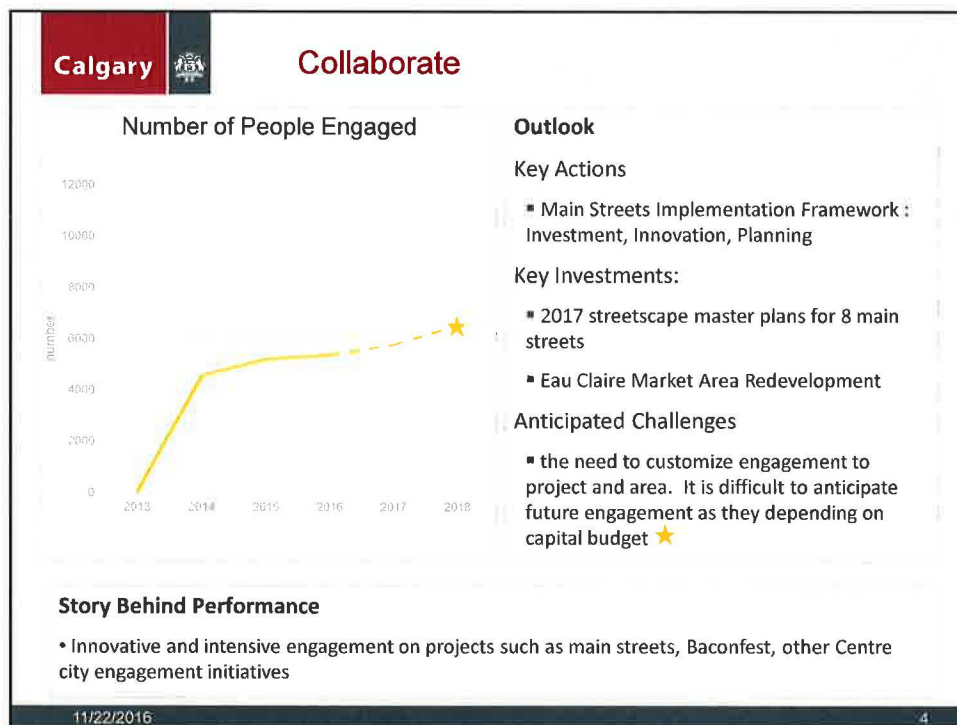 Calgary
Collaborate
Number of People Engaged
12000
10000
8000
6000
4000
2000
0
number
2013
2014
2015
2016
2017
2018
Outlook
Key Actions
▪ Main Streets Implementation Framework :
Investment, Innovation, Planning
Key Investments:
▪ 2017 streetscape master plans for 8 main
streets
▪ Eau Claire Market Area Redevelopment
Anticipated Challenges
▪ the need to customize engagement to
project and area. It is difficult to anticipate
future engagement as they depending on
capital budget ★
Story Behind Performance
• Innovative and intensive engagement on projects such as main streets, Baconfest, other Centre
city engagement initiatives
11/22/2016
4